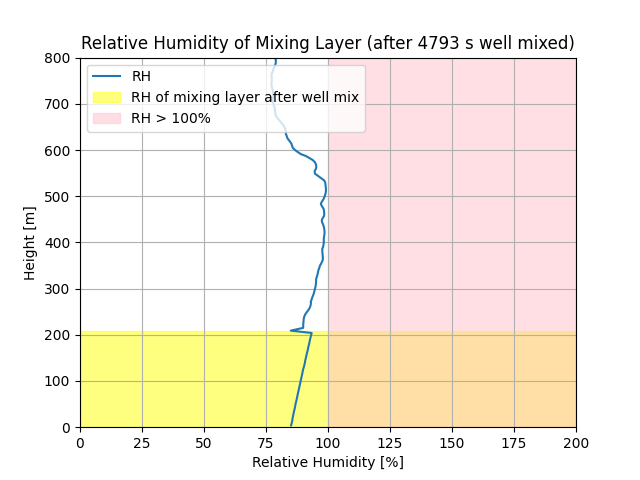 Relative Humidity of Mixing Layer (after 4793 s well mixed)
800
700
600
500
400
300
200
100
0
Height [m]
RH
RH of mixing layer after well mix
RH > 100%
0 25 50 75 100 125 150 175 200
Relative Humidity [%]